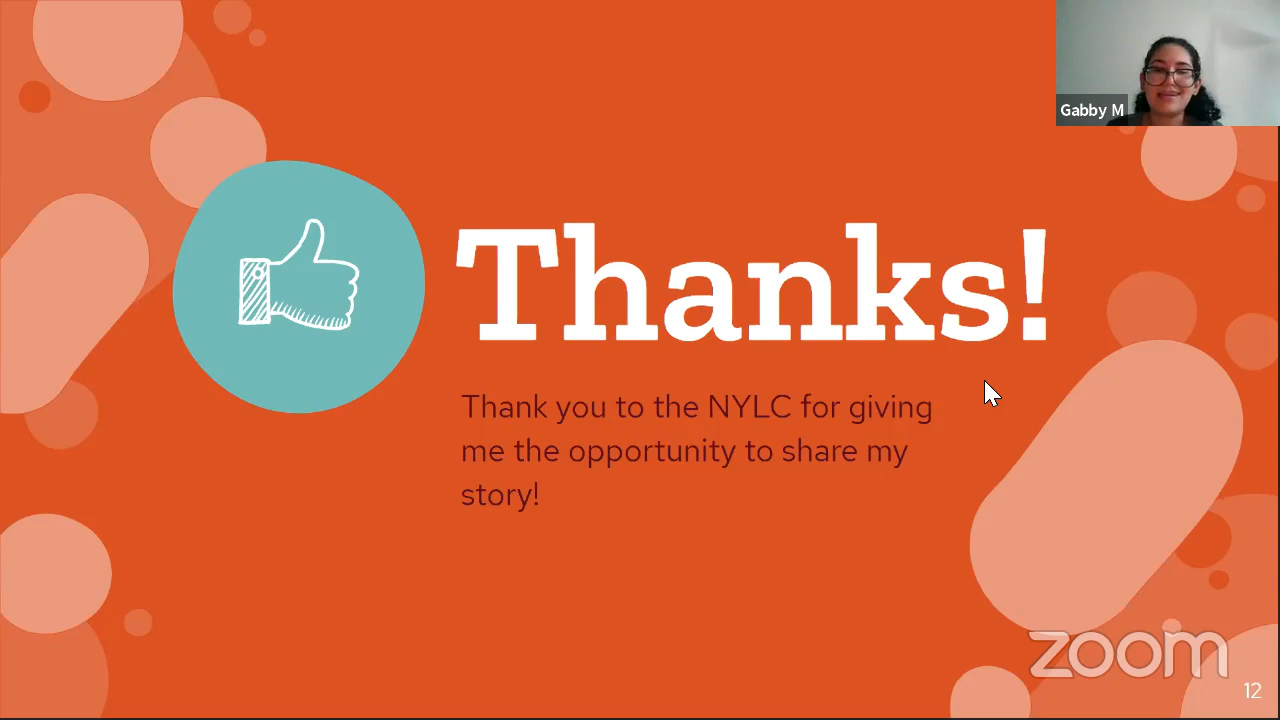 Gabby M
Thanks!
Thank you to the NYLC for giving
me the opportunity to share my
story!
zoom
12